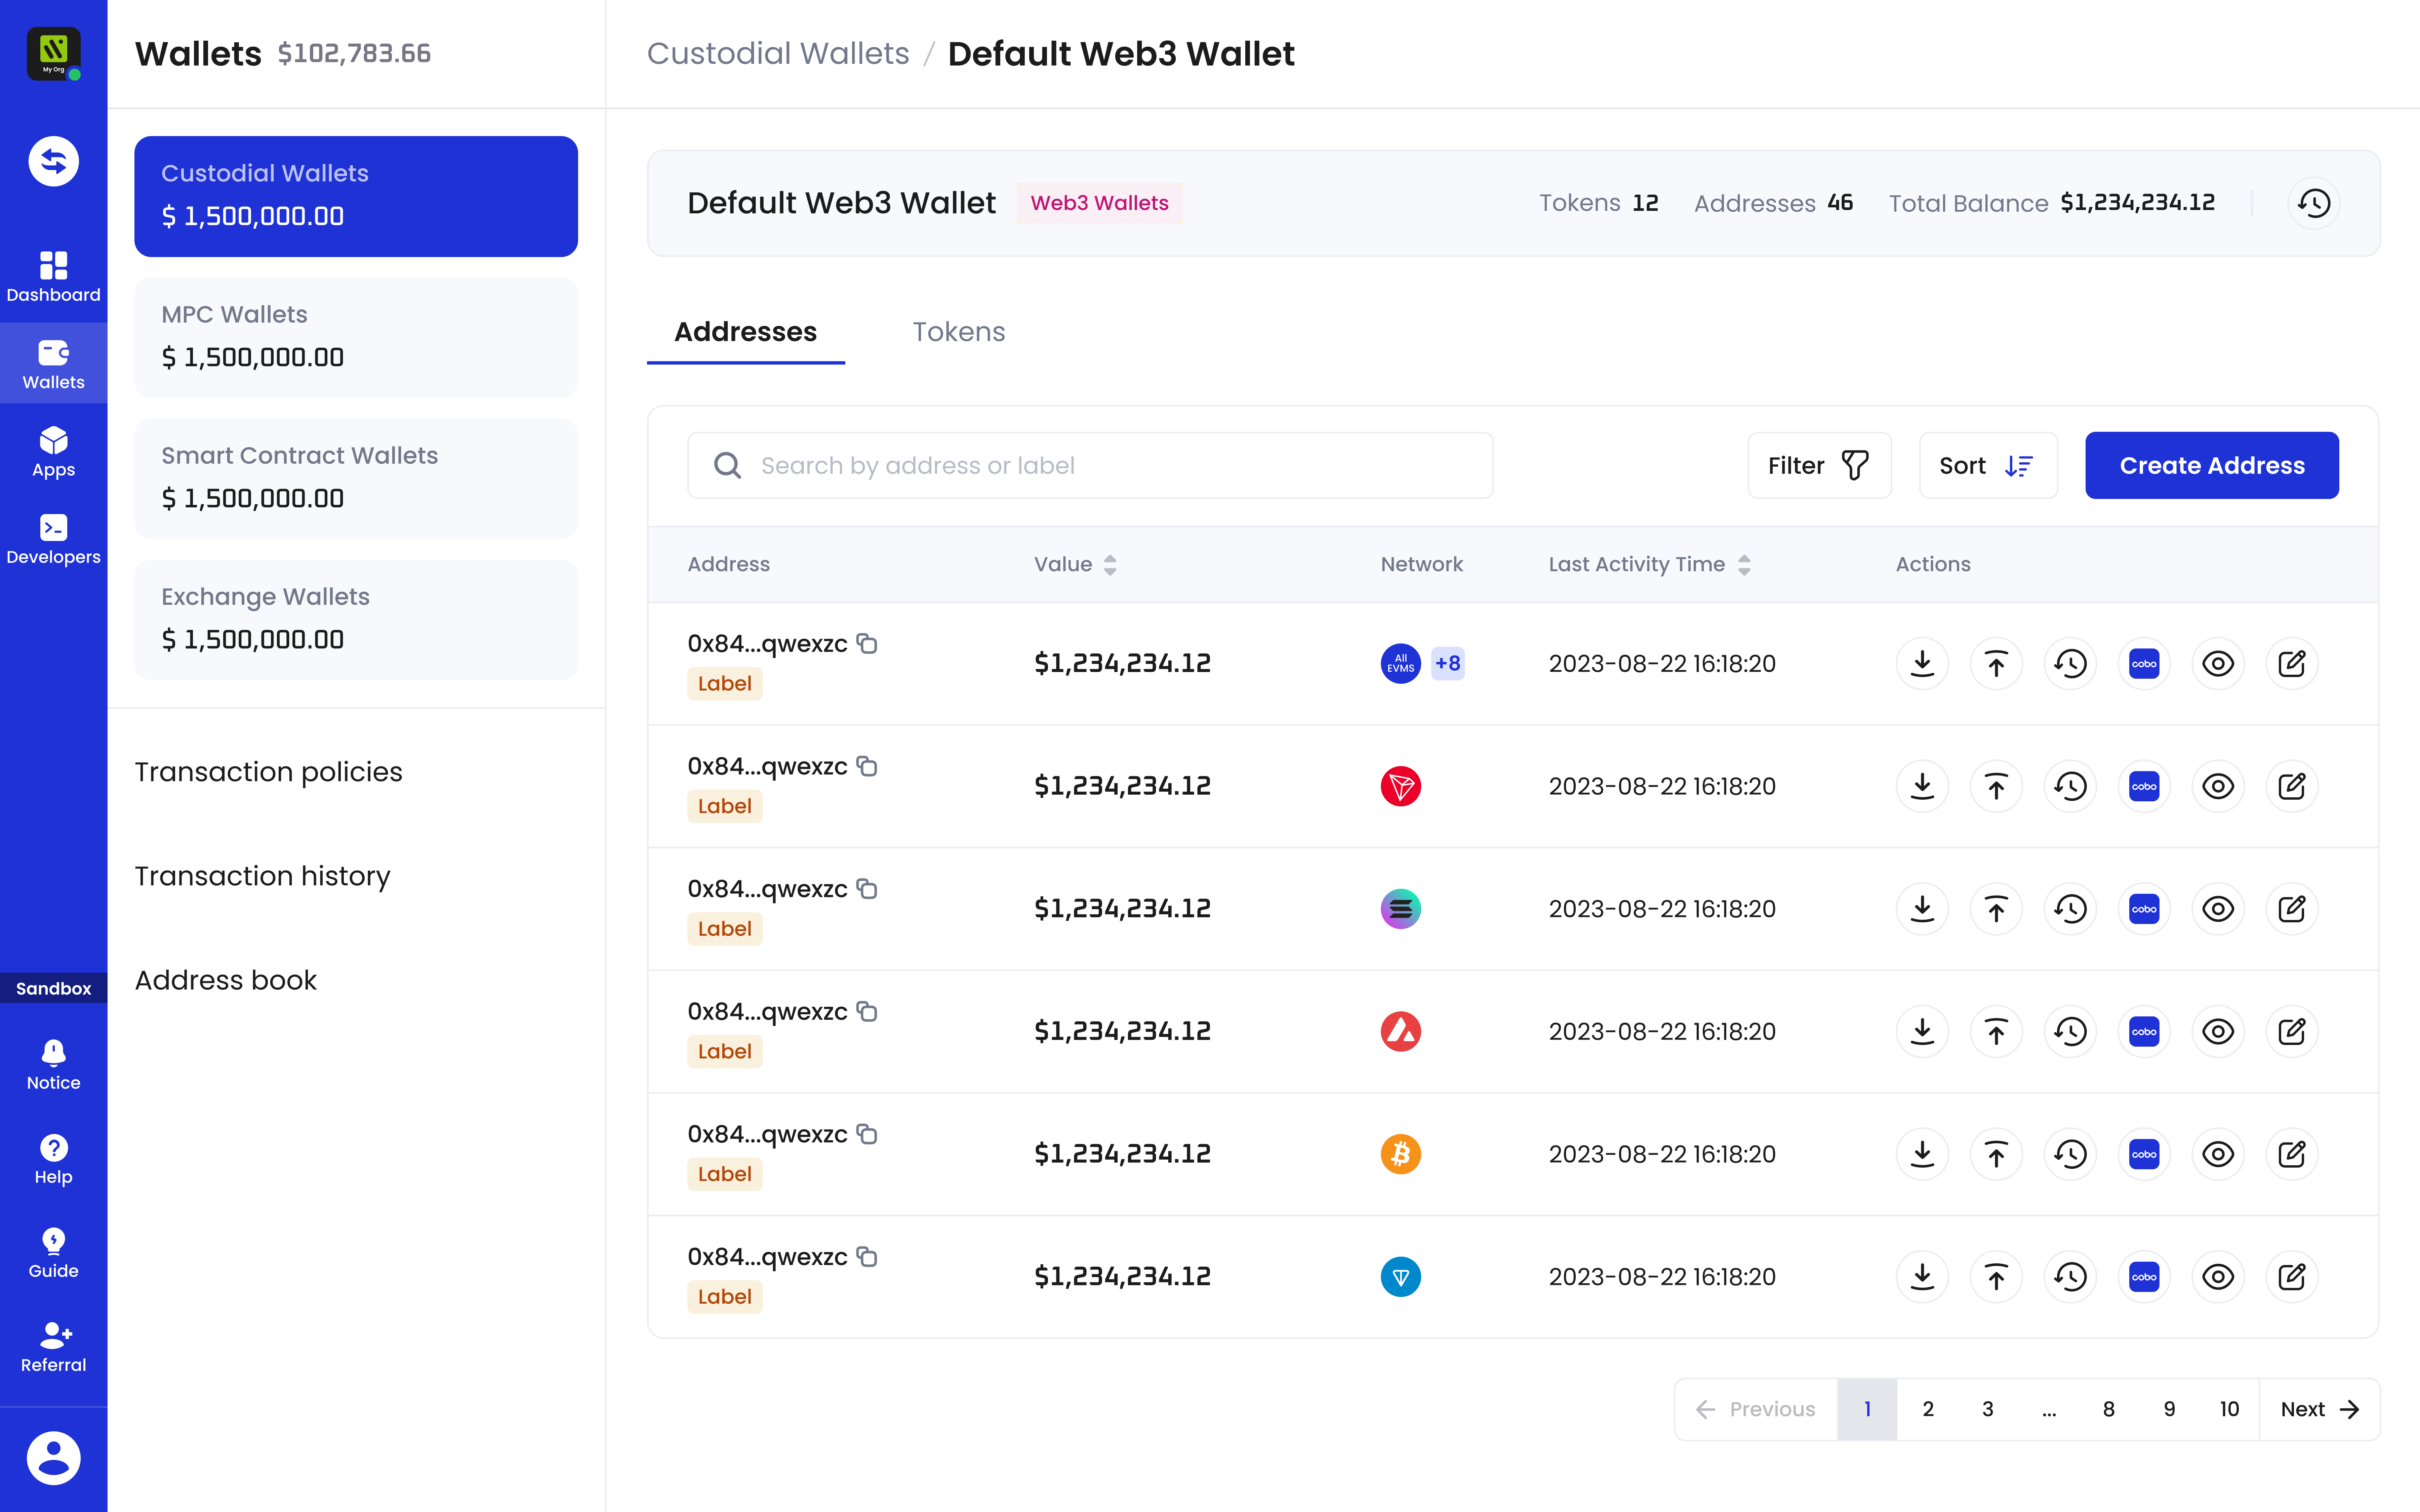 My Org
Dashboard
Wallets
Apps
Developers
Sandbox
Notice
Help
Guide
Referral
Wallets $102,783.66
Custodial Wallets
$ 1,500,000.00
MPC Wallets
$ 1,500,000.00
Smart Contract Wallets
$ 1,500,000.00
Exchange Wallets
$ 1,500,000.00
Transaction policies
Transaction history
Address book
Custodial Wallets / Default Web3 Wallet
Default Web3 Wallet Web3 Wallets Tokens 12 Addresses 46 Total Balance $1,234,234.12
Addresses Tokens
Search by address or label Filter Sort Create Address
Address Value Network Last Activity Time Actions
0x84...qwexzc
Label
$1,234,234.12
All
EVMS
+8
2023-08-22 16:18:20
cobo
0x84...qwexzc
Label
$1,234,234.12
2023-08-22 16:18:20
cobo
0x84...qwexzc
Label
$1,234,234.12
2023-08-22 16:18:20
cobo
0x84...qwexzc
Label
$1,234,234.12
2023-08-22 16:18:20
cobo
0x84...qwexzc
Label
$1,234,234.12
2023-08-22 16:18:20
cobo
0x84...qwexzc
Label
$1,234,234.12
2023-08-22 16:18:20
cobo
Previous 1 2 3 ... 8 9 10 Next